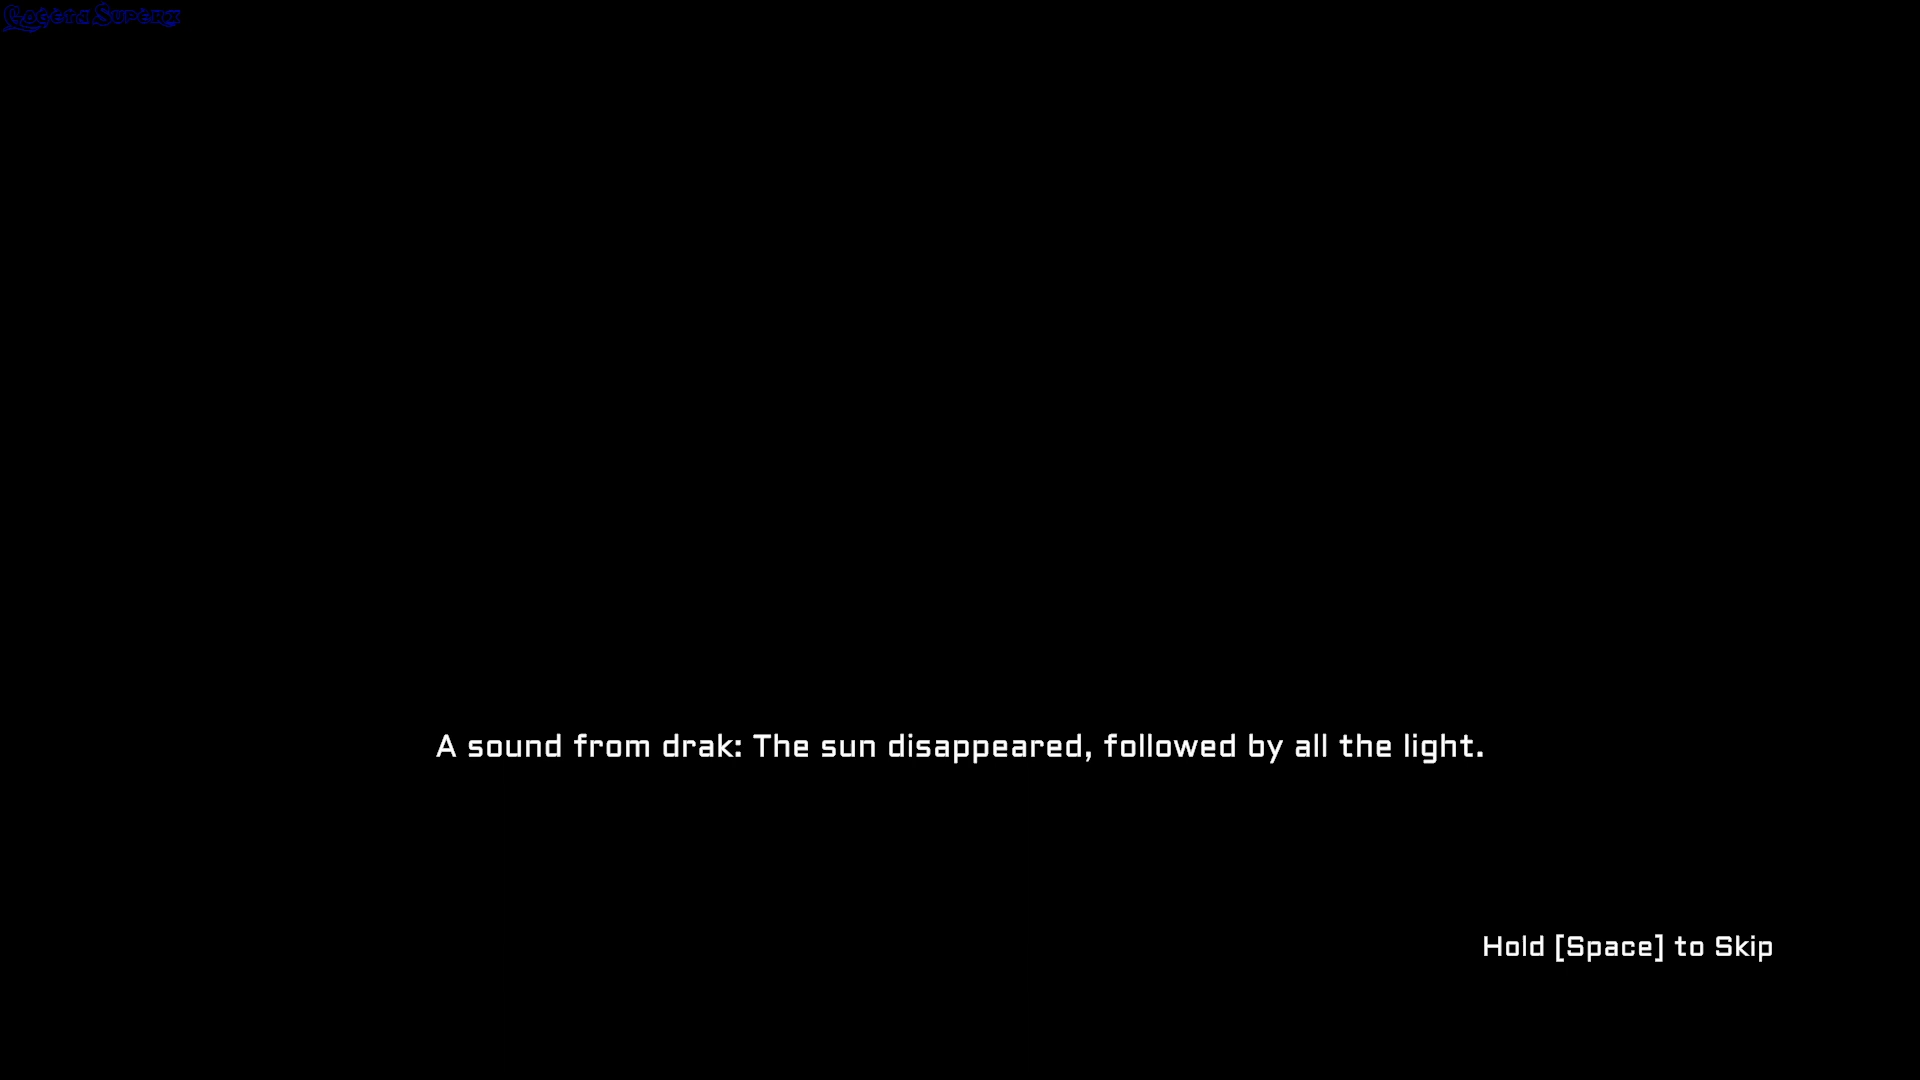 A sound from drak: The sun disappeared, followed by all the light.
Hold [Space] to Skip